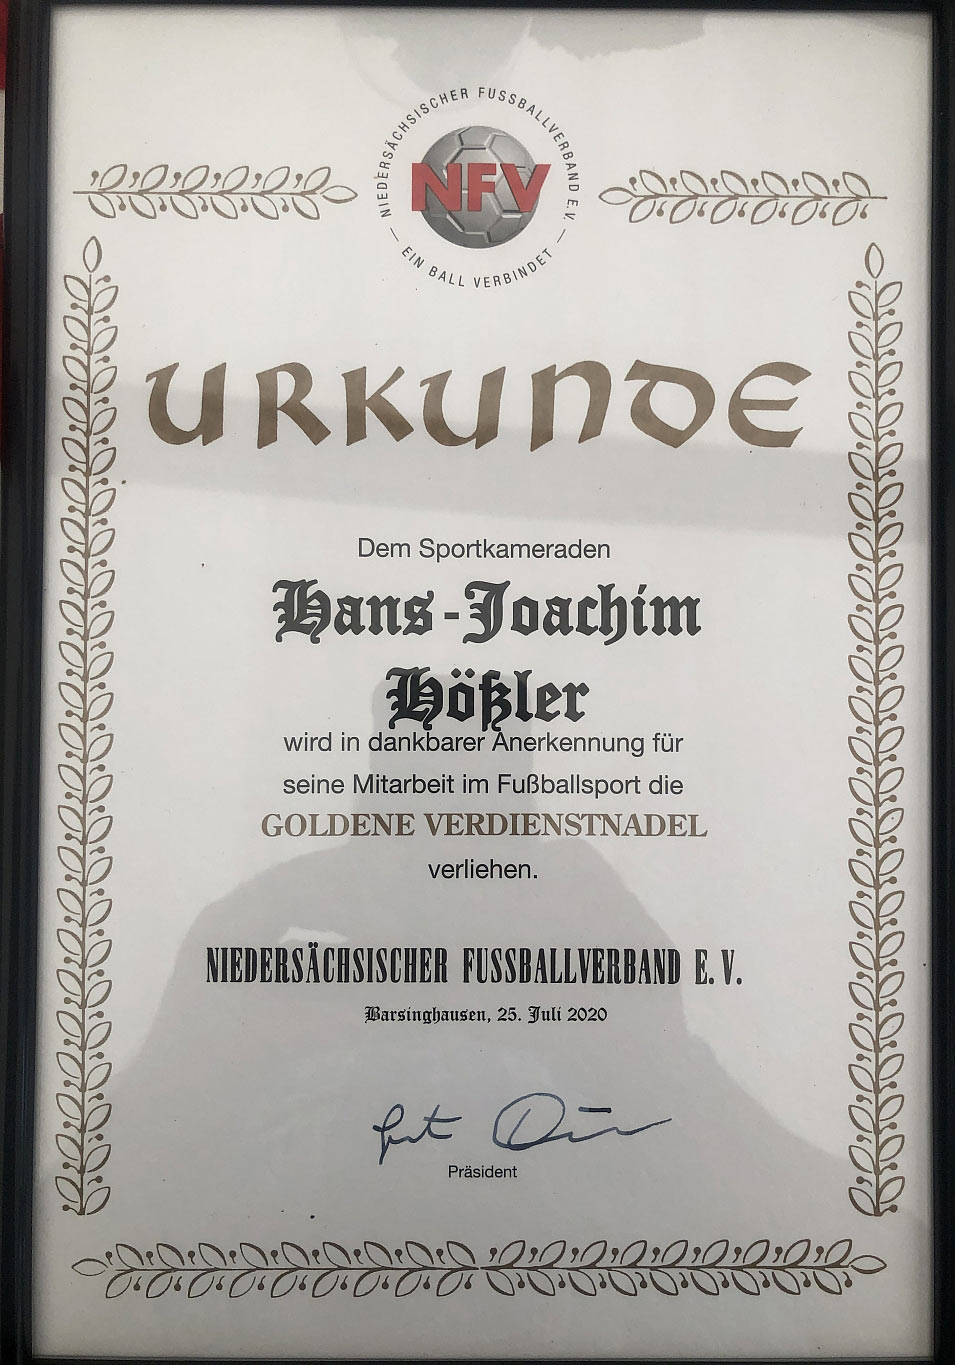 NIEDERSÄCHSISCHER FUSSBALLVERBAND E.V.
NFV
— EIN BALL VERBINDET —
URKUNDE
Dem Sportkameraden
Hans-Joachim
Hößler
wird in dankbarer Anerkennung für
seine Mitarbeit im Fußballsport die
GOLDENE VERDIENSTNADEL
verliehen.
NIEDERSÄCHSISCHER FUSSBALLVERBAND E. V.
Barsinghausen, 25. Juli 2020
Präsident